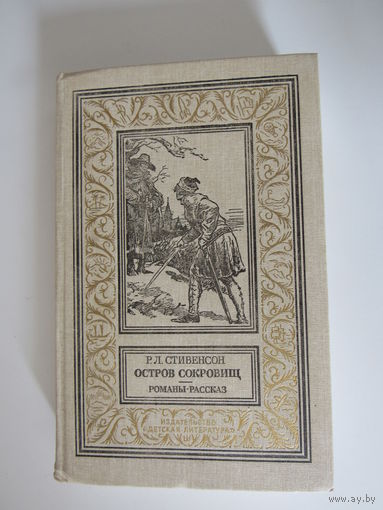 Р.Л. СТИВЕНСОН
ОСТРОВ СОКРОВИЩ
РОМАНЫ·РАССКАЗ
ИЗДАТЕЛЬСТВО
«ДЕТСКАЯ ЛИТЕРАТУРА»
ay.by